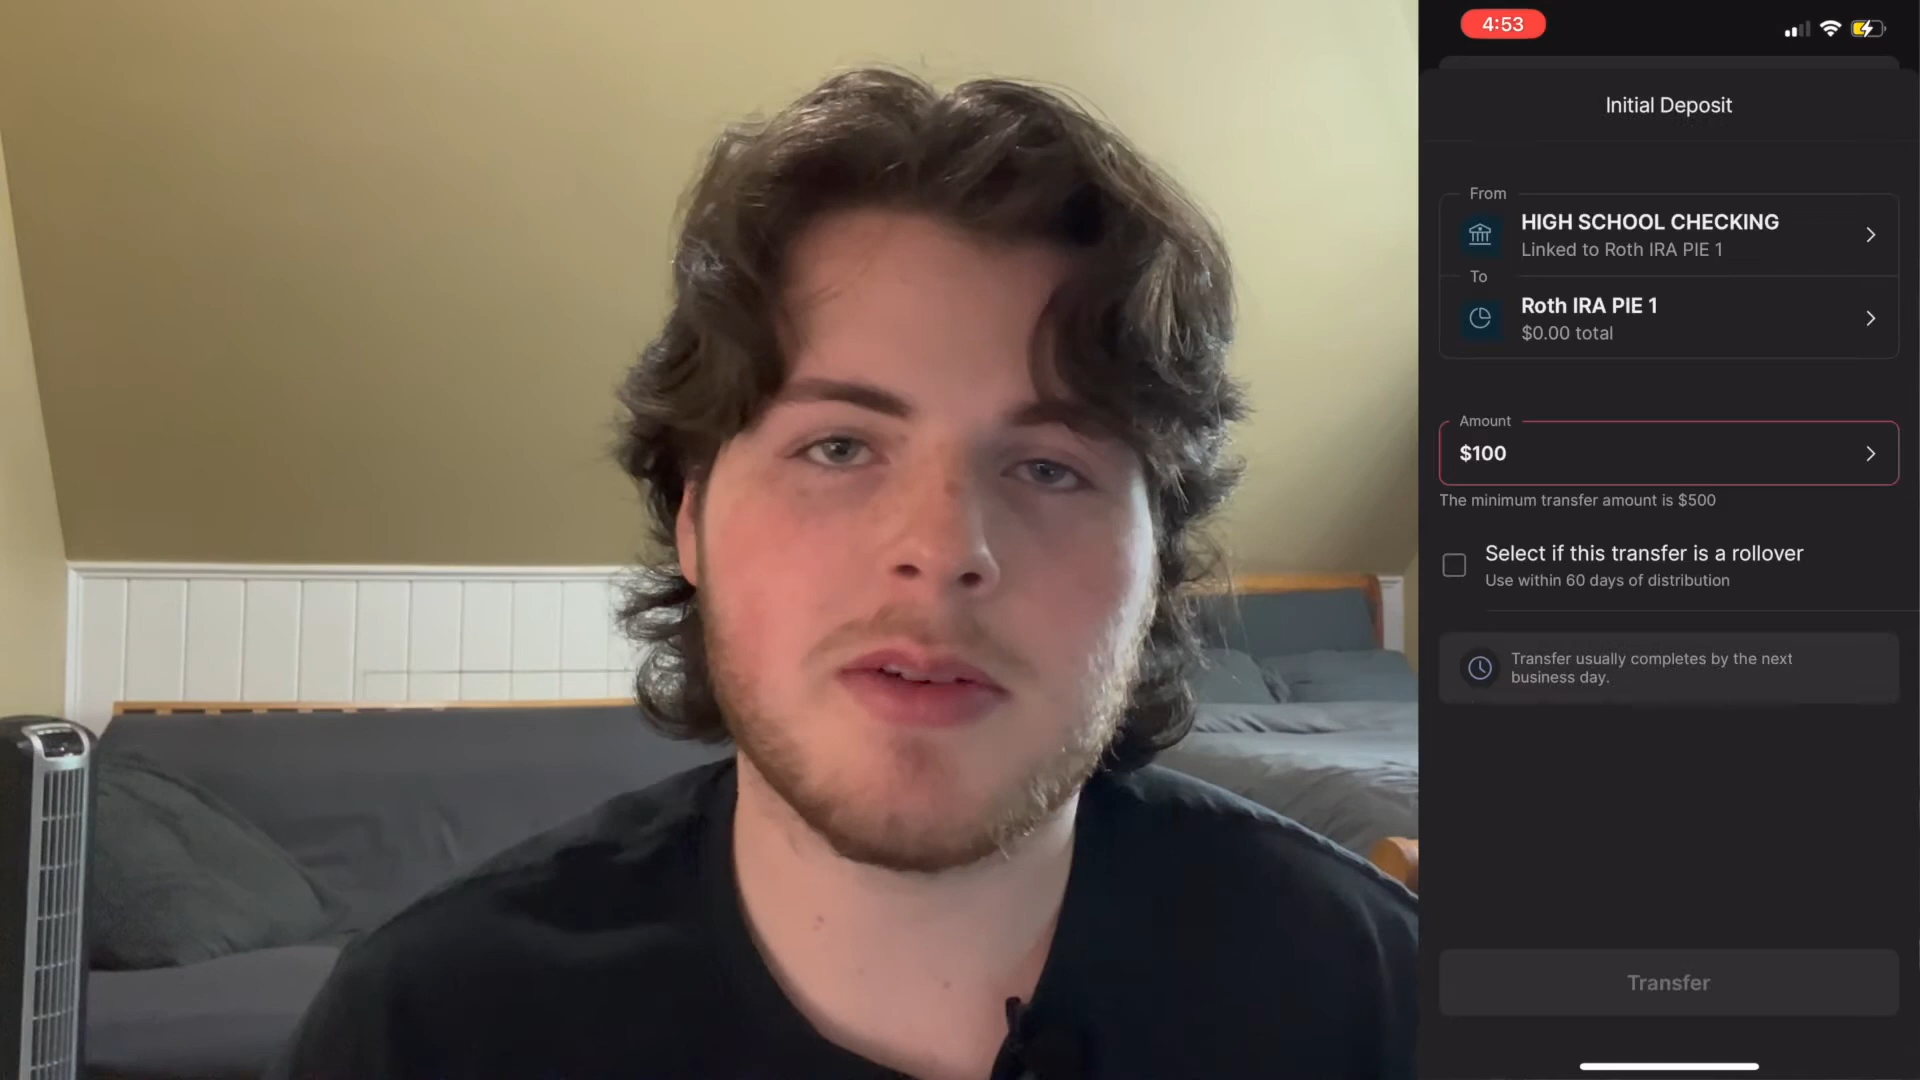 4:53
Initial Deposit
From
HIGH SCHOOL CHECKING
Linked to Roth IRA PIE 1
To
Roth IRA PIE 1
$0.00 total
Amount
$100
The minimum transfer amount is $500
Select if this transfer is a rollover
Use within 60 days of distribution
Transfer usually completes by the next
business day.
Transfer